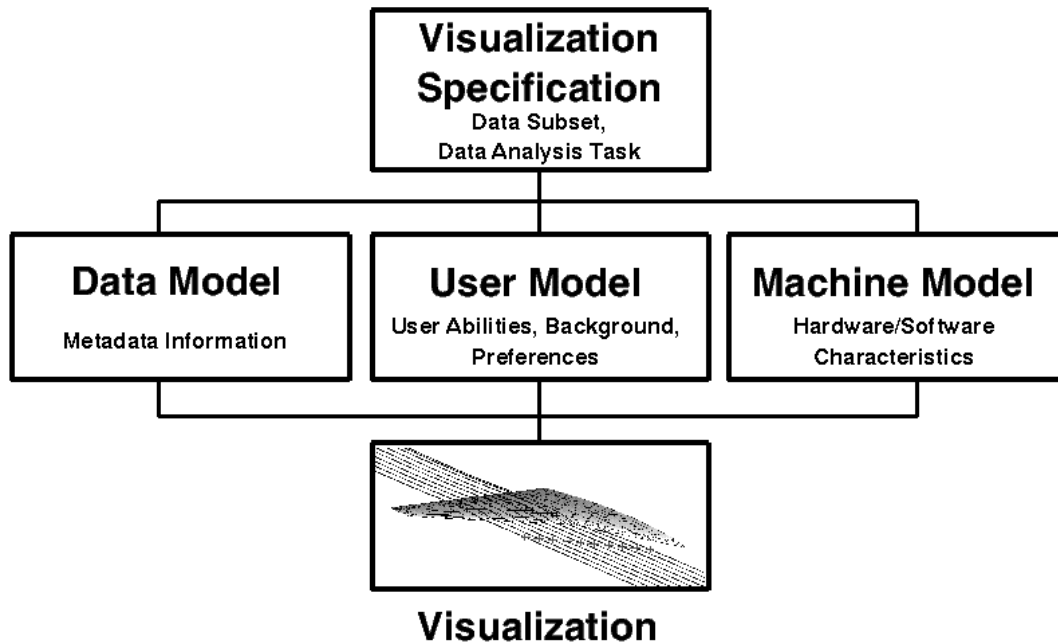 Visualization
Specification
Data Subset,
Data Analysis Task
Data Model
Metadata Information
User Model
User Abilities, Background,
Preferences
Machine Model
Hardware/Software
Characteristics
Visualization